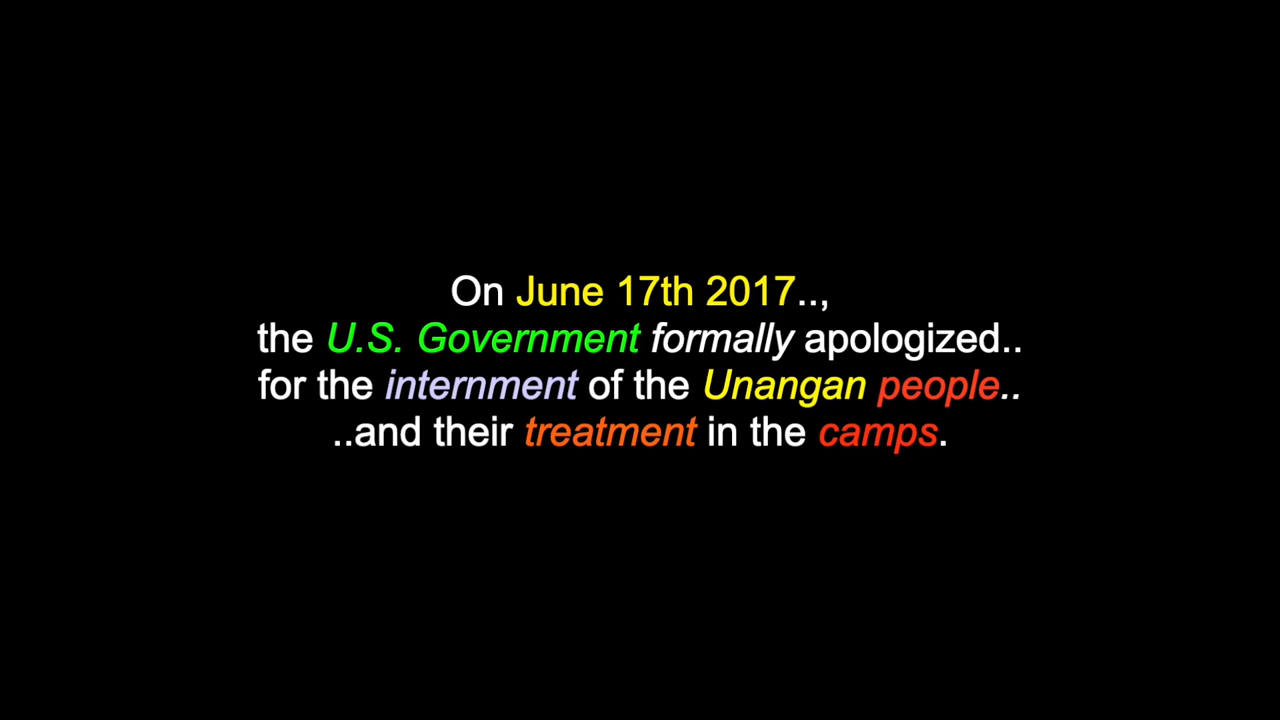 On June 17th 2017..,
the U.S. Government formally apologized..
for the internment of the Unangan people..
..and their treatment in the camps.